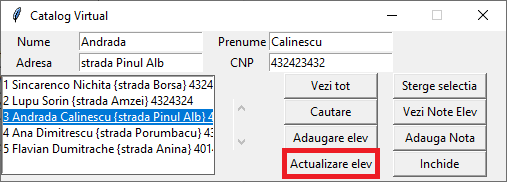 Catalog Virtual
Nume Andrada Prenume Calinescu
Adresa strada Pinul Alb CNP 432423432
1 Sincarenco Nichita {strada Borsa} 4324
2 Lupu Sorin {strada Amzei} 4324324
3 Andrada Calinescu {strada Pinul Alb} 4
4 Ana Dimitrescu {strada Porumbacu} 43
5 Flavian Dumitrache {strada Anina} 4014
Vezi tot Sterge selectia
Cautare Vezi Note Elev
Adaugare elev Adauga Nota
Actualizare elev Inchide